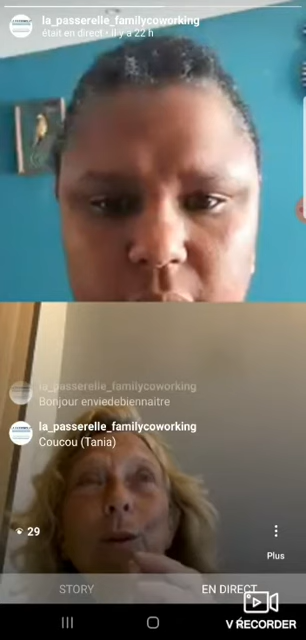 la_passerelle_familycoworking
était en direct • il y a 22 h
la_passerelle_familycoworking
Bonjour enviedebiennaitre
la_passerelle_familycoworking
Coucou (Tania)
29
Plus
STORY
EN DIRECT
V RECORDER